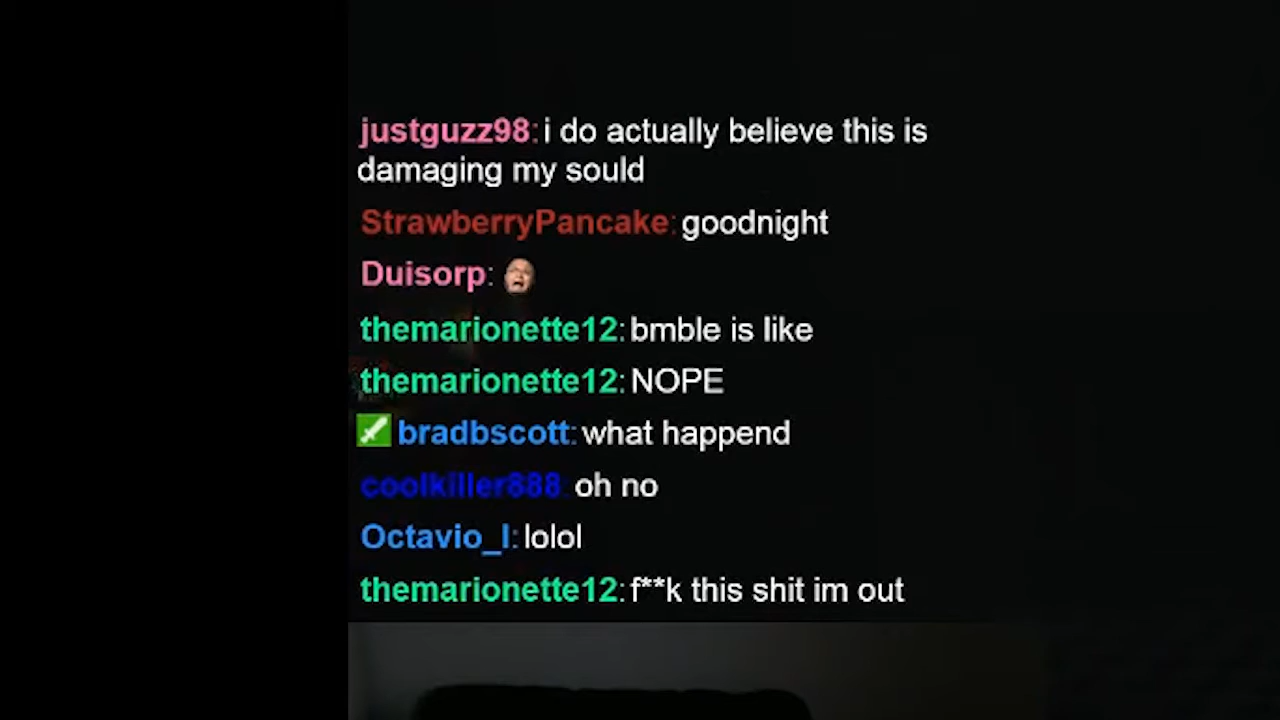 justguzz98: i do actually believe this is
damaging my sould
StrawberryPancake: goodnight
Duisorp:
themarionette12: bmble is like
themarionette12: NOPE
bradbscott: what happend
coolkiller888: oh no
Octavio_l: lolol
themarionette12: f**k this shit im out